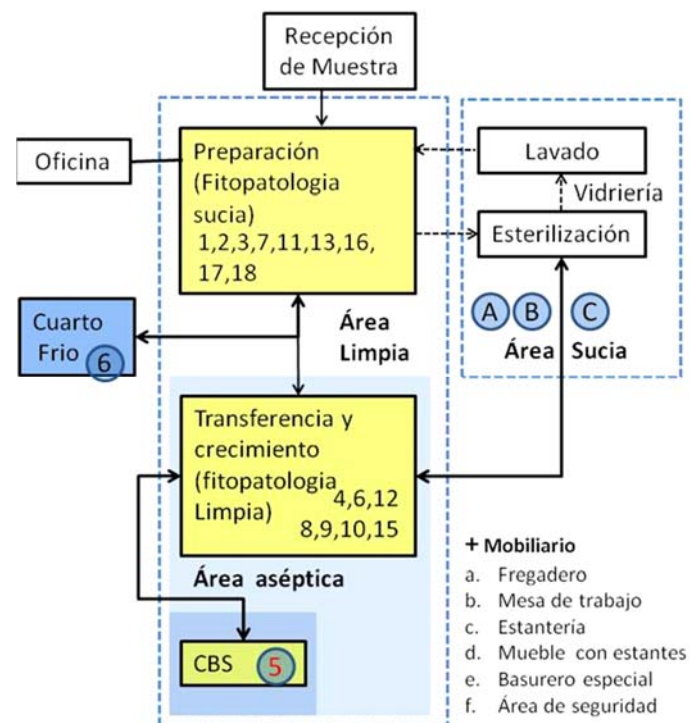 Recepción
de Muestra
Oficina
Preparación
(Fitopatologia
sucia)
1,2,3,7,11,13,16,
17,18
Lavado
Vidriería
Esterilización
Cuarto
Frio
6
Área
Limpia
A B C
Área Sucia
Transferencia y
crecimiento
(fitopatologia
Limpia)
4,6,12
8,9,10,15
Área aséptica
CBS 5
+ Mobiliario
a. Fregadero
b. Mesa de trabajo
c. Estantería
d. Mueble con estantes
e. Basurero especial
f. Área de seguridad